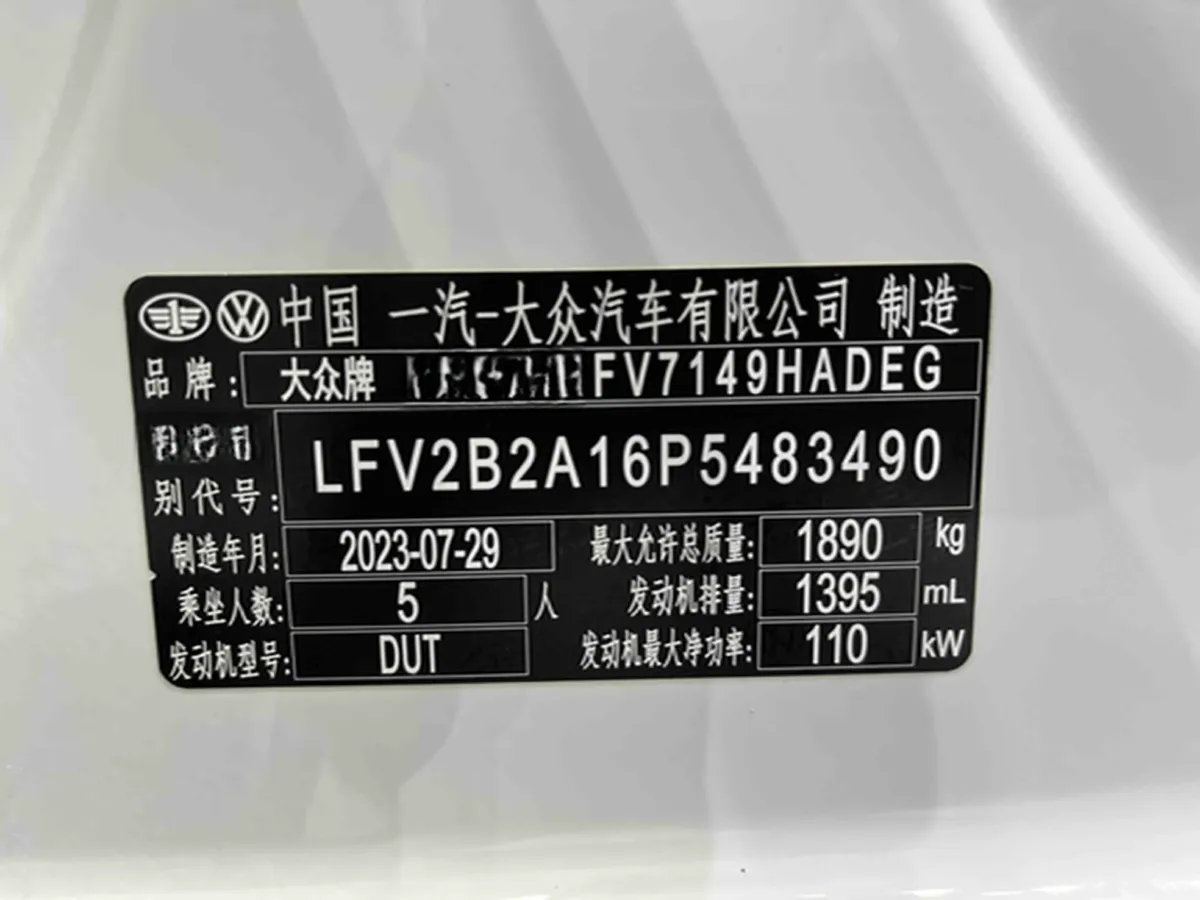 中国 一汽-大众汽车有限公司 制造
品牌: 大众牌 FV7149HADEG
LFV2B2A16P5483490
别代号:
制造年月: 2023-07-29 最大允许总质量: 1890 kg
乘坐人数: 5 人 发动机排量: 1395 mL
发动机型号: DUT 发动机最大净功率: 110 kW